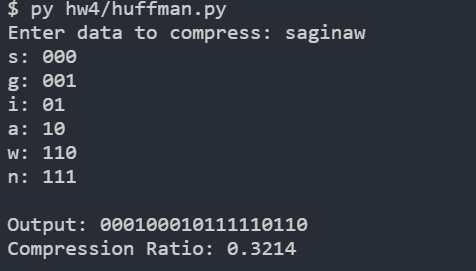 $ py hw4/huffman.py
Enter data to compress: saginaw
s: 000
g: 001
i: 01
a: 10
w: 110
n: 111
Output: 000100010111110110
Compression Ratio: 0.3214